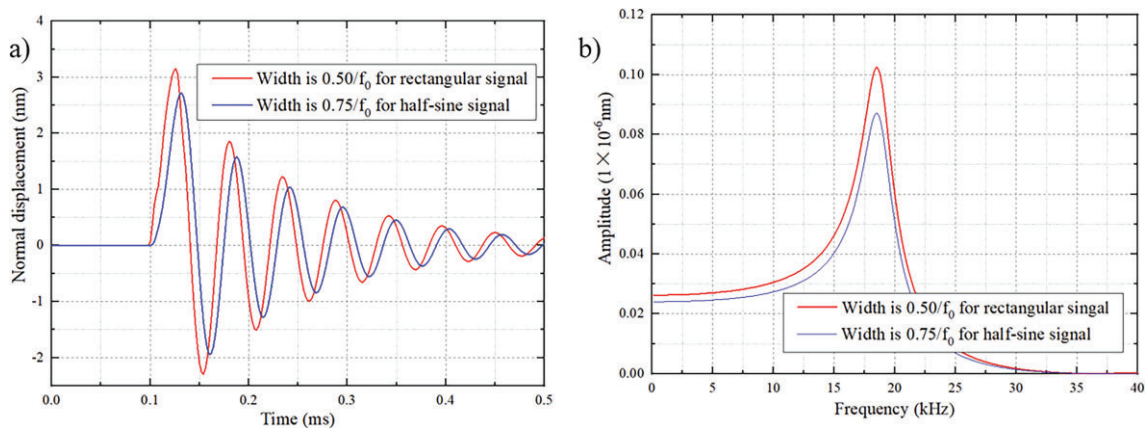 a)
4
3
2
1
0
-1
-2
Normal displacement (nm)
Width is 0.50/f0 for rectangular signal
Width is 0.75/f0 for half-sine signal
0.0
0.1
0.2
0.3
0.4
0.5
Time (ms)
b)
0.12
0.10
0.08
0.06
0.04
0.02
0.00
Amplitude (1×10-6nm)
Width is 0.50/f0 for rectangular singal
Width is 0.75/f0 for half-sine signal
0
5
10
15
20
25
30
35
40
Frequency (kHz)